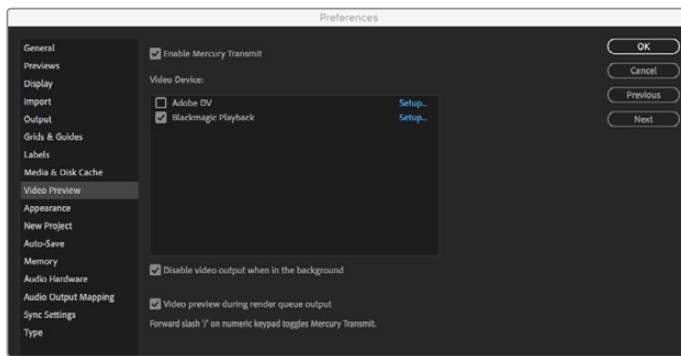 Preferences
General
Previews
Display
Import
Output
Grids & Guides
Labels
Media & Disk Cache
Video Preview
Appearance
New Project
Auto-Save
Memory
Audio Hardware
Audio Output Mapping
Sync Settings
Type
Enable Mercury Transmit
Video Device:
Adobe DV Setup...
Blackmagic Playback Setup...
Disable video output when in the background
Video preview during render queue output
Forward slash '/' on numeric keypad toggles Mercury Transmit.
OK
Cancel
Previous
Next